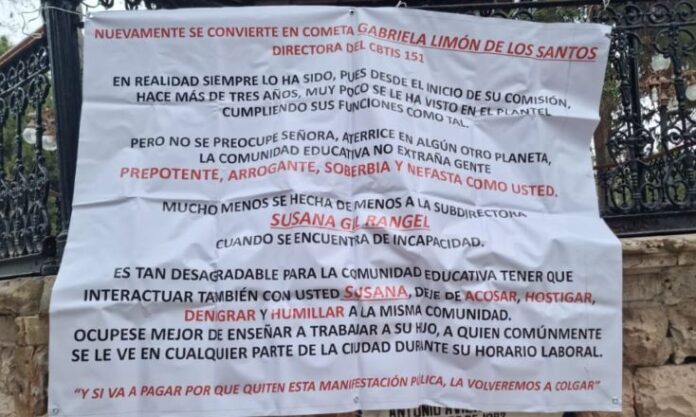 NUEVAMENTE SE CONVIERTE EN COMETA GABRIELA LIMÓN DE LOS SANTOS
DIRECTORA DEL CBTIS 151
EN REALIDAD SIEMPRE LO HA SIDO, PUES DESDE EL INICIO DE SU COMISIÓN,
HACE MÁS DE TRES AÑOS, MUY POCO SE LE HA VISTO EN EL PLANTEL
CUMPLIENDO SUS FUNCIONES COMO TAL.
PERO NO SE PREOCUPE SEÑORA, ATERRICE EN ALGÚN OTRO PLANETA,
LA COMUNIDAD EDUCATIVA NO EXTRAÑA GENTE
PREPOTENTE, ARROGANTE, SOBERBIA Y NEFASTA COMO USTED.
MUCHO MENOS SE HECHA DE MENOS A LA SUBDIRECTORA
SUSANA GIL RANGEL
CUANDO SE ENCUENTRA DE INCAPACIDAD.
ES TAN DESAGRADABLE PARA LA COMUNIDAD EDUCATIVA TENER QUE
INTERACTUAR TAMBIÉN CON USTED SUSANA, DEJE DE ACOSAR, HOSTIGAR,
DENIGRAR Y HUMILLAR A LA MISMA COMUNIDAD.
OCUPESE MEJOR DE ENSEÑAR A TRABAJAR A SU HIJO, A QUIEN COMÚNMENTE
SE LE VE EN CUALQUIER PARTE DE LA CIUDAD DURANTE SU HORARIO LABORAL.
"Y SI VA A PAGAR POR QUE QUITEN ESTA MANIFESTACIÓN PÚBLICA, LA VOLVEREMOS A COLGAR"
ANTONIO